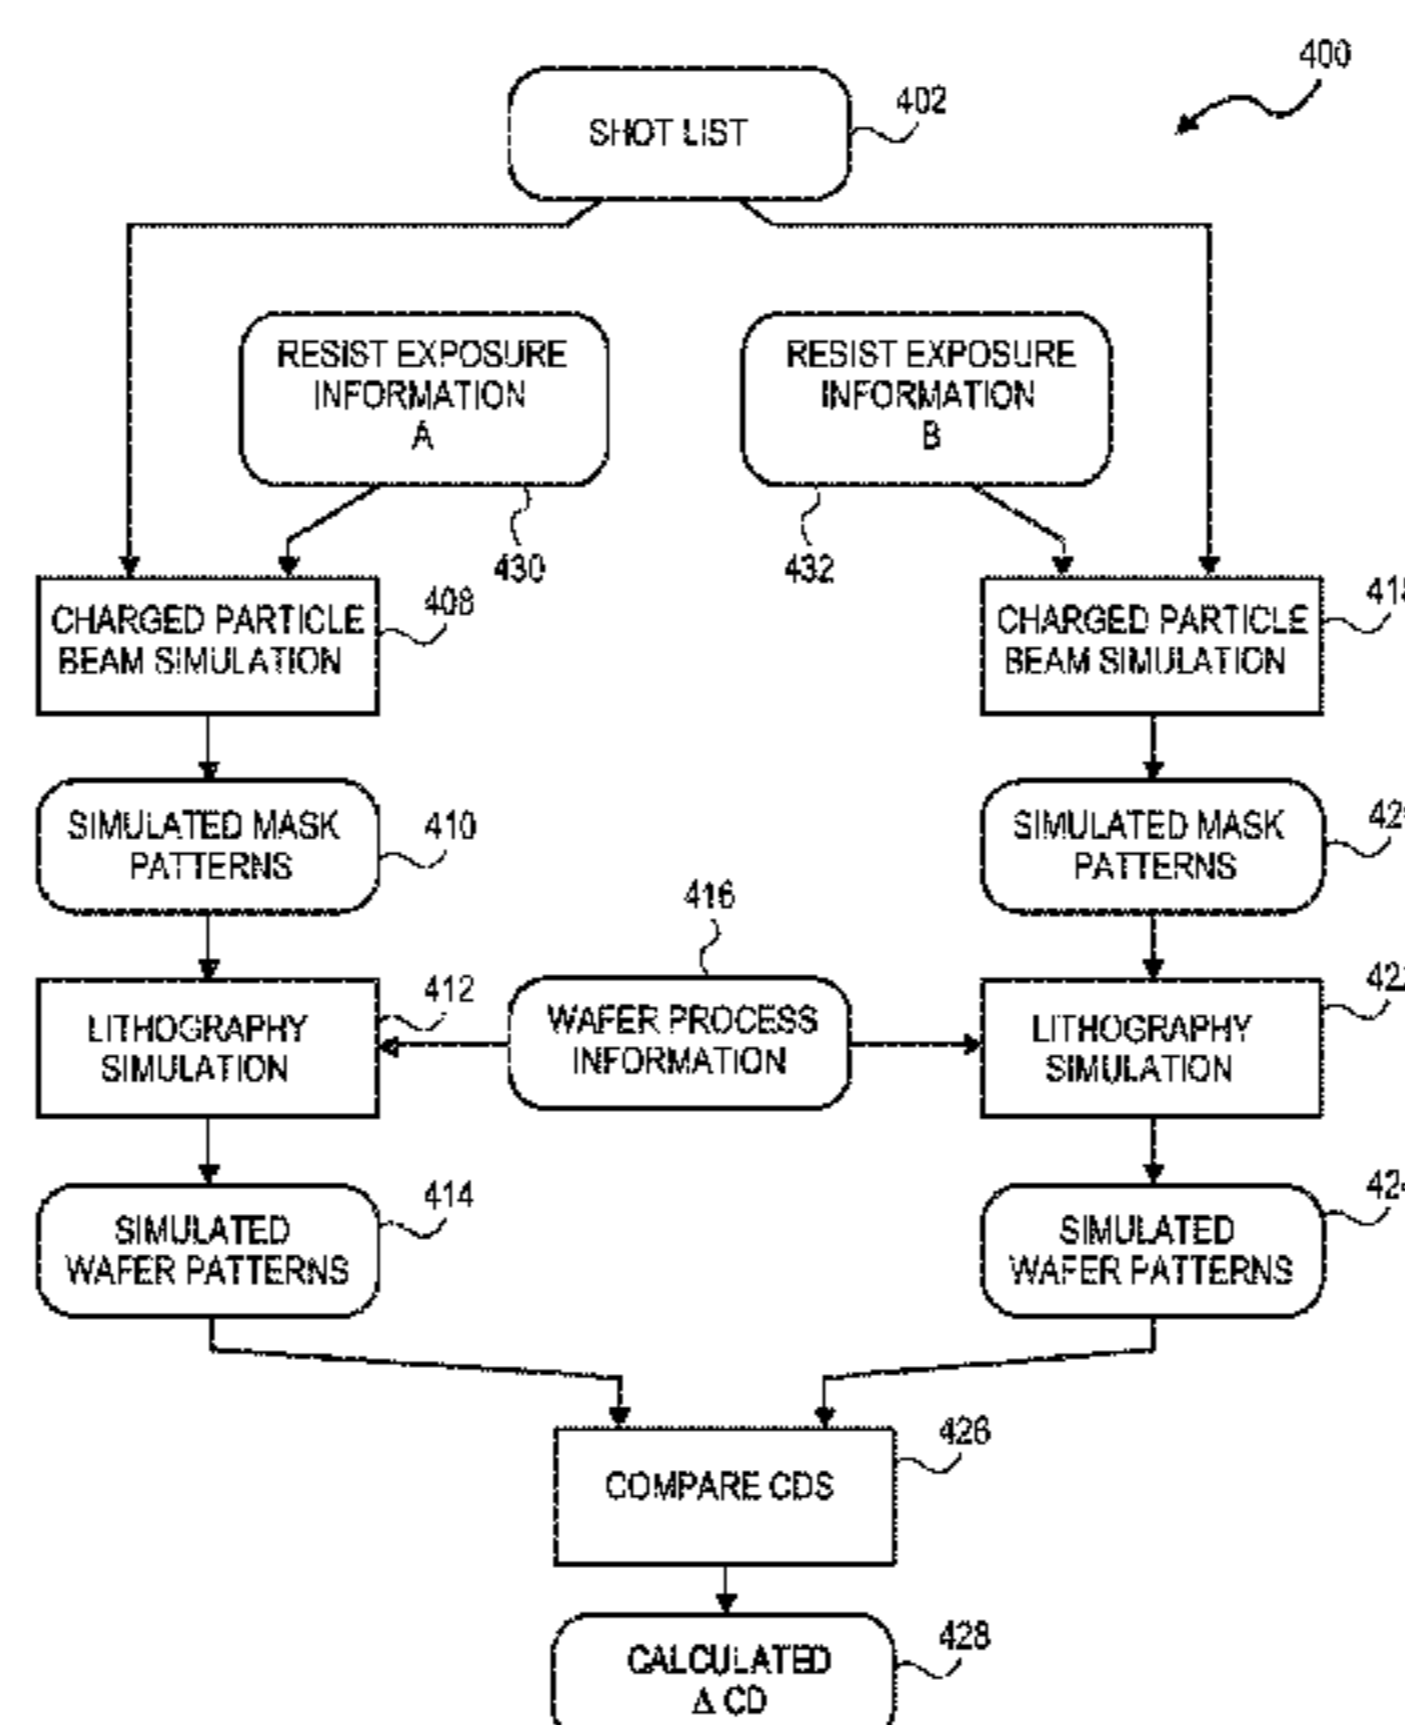 400
SHOT LIST
402
RESIST EXPOSURE
INFORMATION
A
RESIST EXPOSURE
INFORMATION
B
430
432
CHARGED PARTICLE
BEAM SIMULATION
408
CHARGED PARTICLE
BEAM SIMULATION
SIMULATED MASK
PATTERNS
410
SIMULATED MASK
PATTERNS
416
LITHOGRAPHY
SIMULATION
412
WAFER PROCESS
INFORMATION
LITHOGRAPHY
SIMULATION
SIMULATED
WAFER PATTERNS
414
SIMULATED
WAFER PATTERNS
COMPARE CDS
426
CALCULATED
Δ CD
428